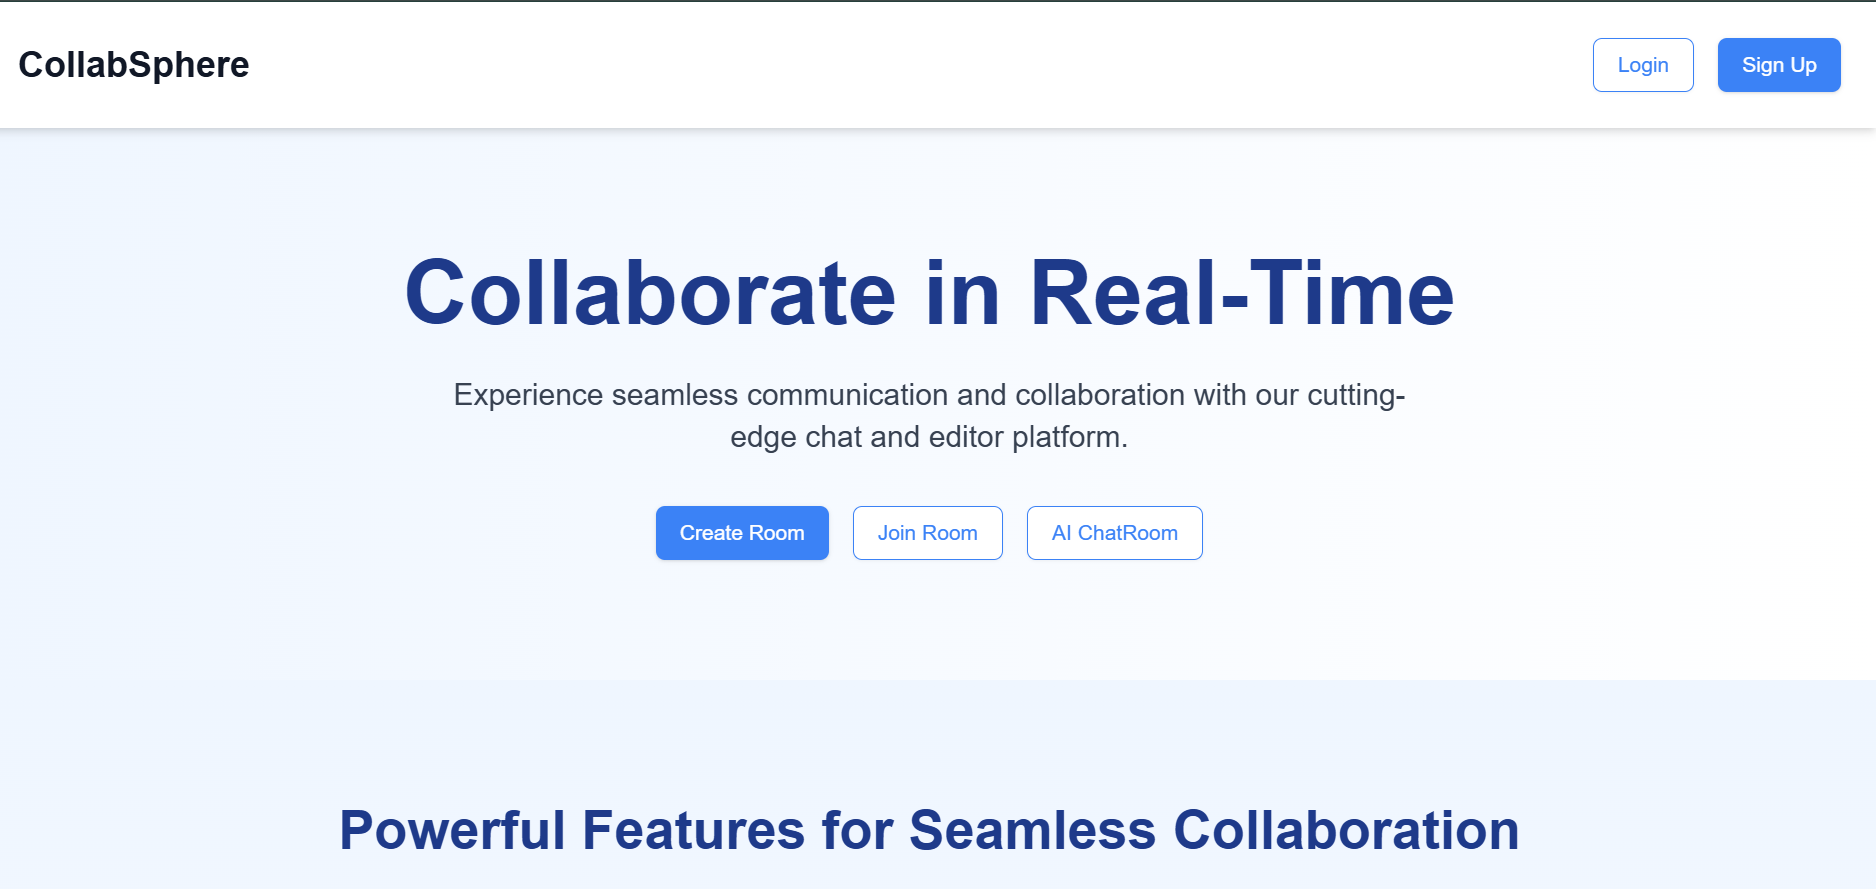 CollabSphere
Login
Sign Up
Collaborate in Real-Time
Experience seamless communication and collaboration with our cutting-
edge chat and editor platform.
Create Room
Join Room
AI ChatRoom
Powerful Features for Seamless Collaboration